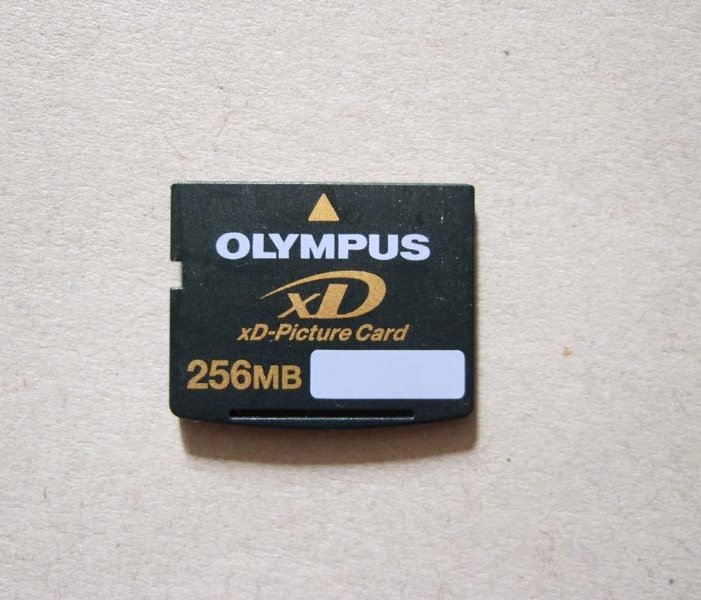 OLYMPUS
xD
xD-Picture Card
256MB